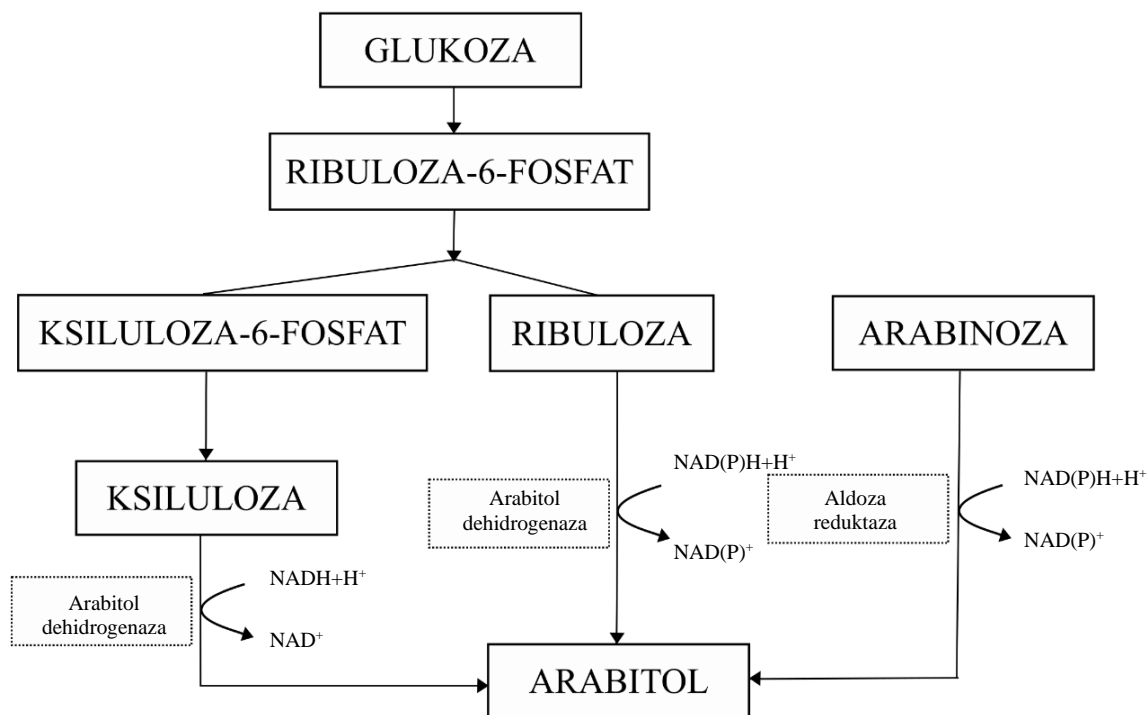 GLUKOZA
RIBULOZA-6-FOSFAT
KSILULOZA-6-FOSFAT
RIBULOZA
ARABINOZA
KSILULOZA
Arabitol
dehidrogenaza
NAD(P)H+H⁺
NAD(P)⁺
Aldoza
reduktaza
NAD(P)H+H⁺
NAD(P)⁺
Arabitol
dehidrogenaza
NADH+H⁺
NAD⁺
ARABITOL